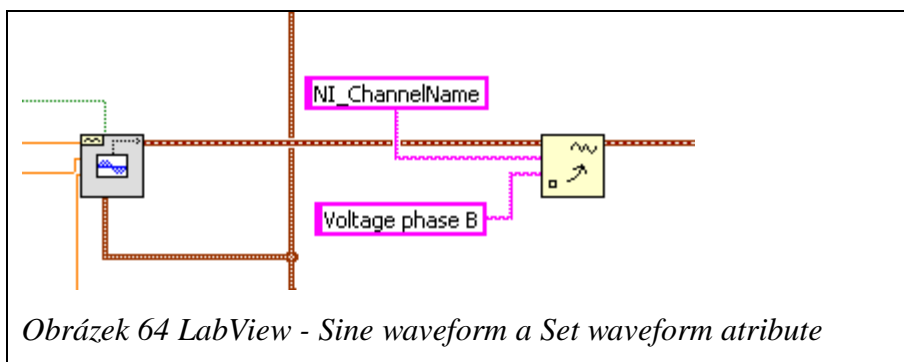 NI_ChannelName
Voltage phase B
Obrázek 64 LabView - Sine waveform a Set waveform atribute